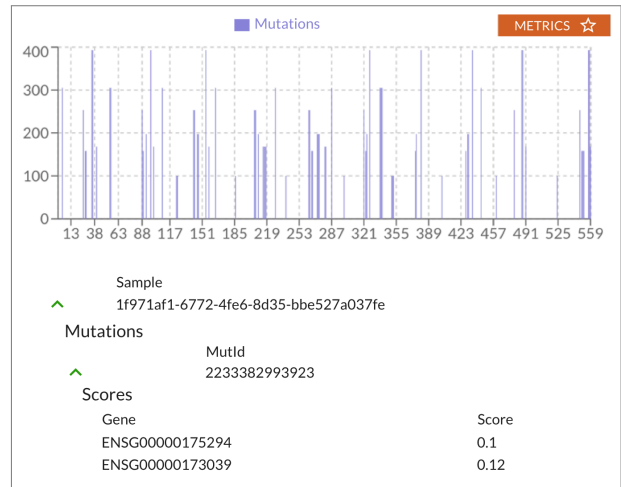 Mutations
METRICS
400
300
200
100
0
13 38 63 88 117 151 185 219 253 287 321 355 389 423 457 491 525 559
Sample
1f971af1-6772-4fe6-8d35-bbe527a037fe
Mutations
MutId
2233382993923
Scores
Gene Score
ENSG00000175294 0.1
ENSG00000173039 0.12